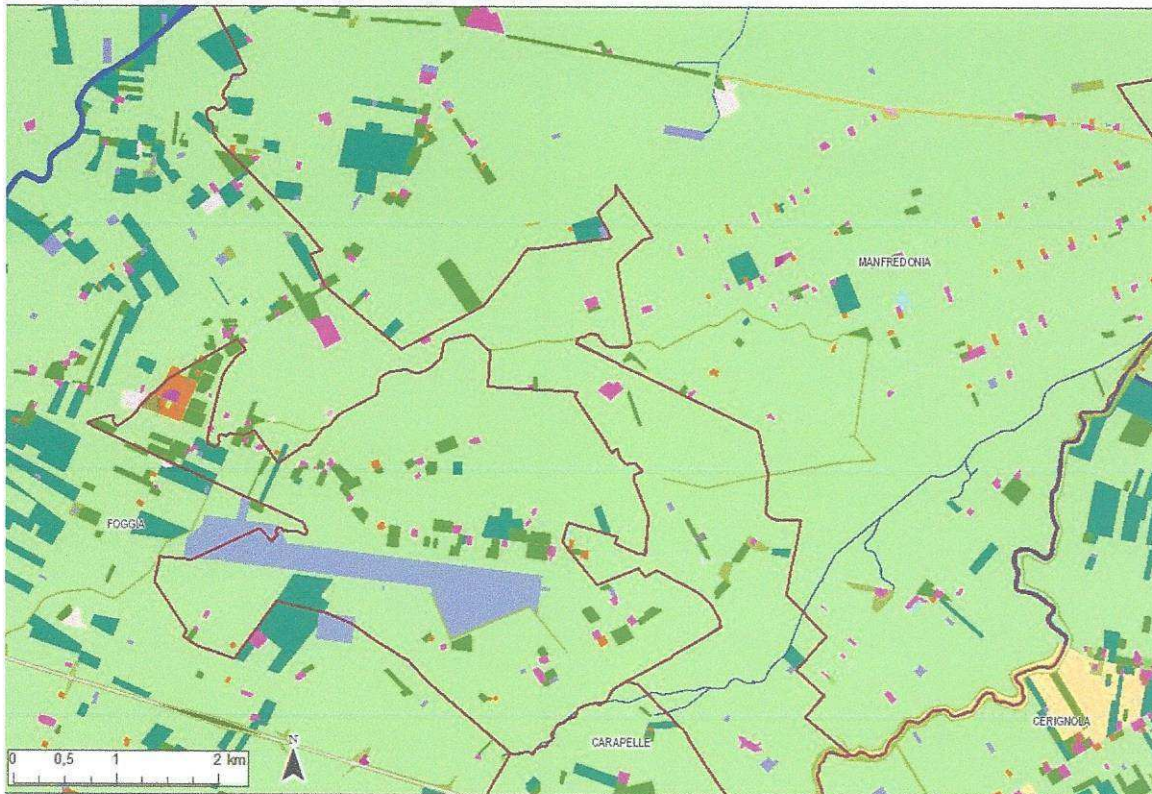 MANFREDONIA
FOGGIA
CERIGNOLA
CARAPELLE
N
0 0,5 1 2 km